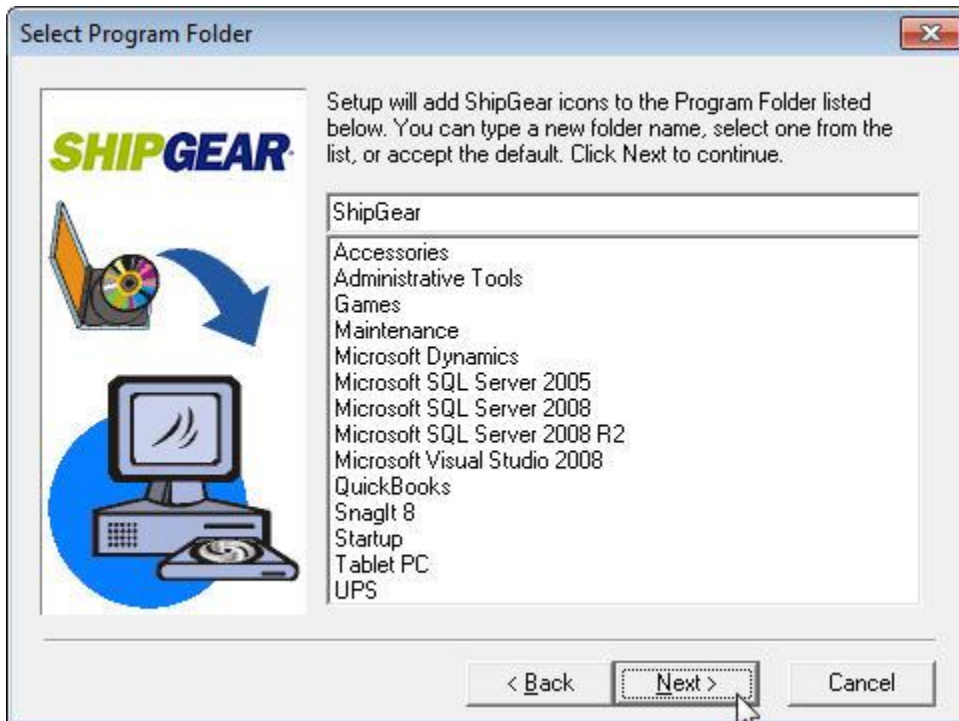 Select Program Folder
SHIPGEAR
Setup will add ShipGear icons to the Program Folder listed
below. You can type a new folder name, select one from the
list, or accept the default. Click Next to continue.
ShipGear
Accessories
Administrative Tools
Games
Maintenance
Microsoft Dynamics
Microsoft SQL Server 2005
Microsoft SQL Server 2008
Microsoft SQL Server 2008 R2
Microsoft Visual Studio 2008
QuickBooks
SnagIt 8
Startup
Tablet PC
UPS
< Back
Next >
Cancel